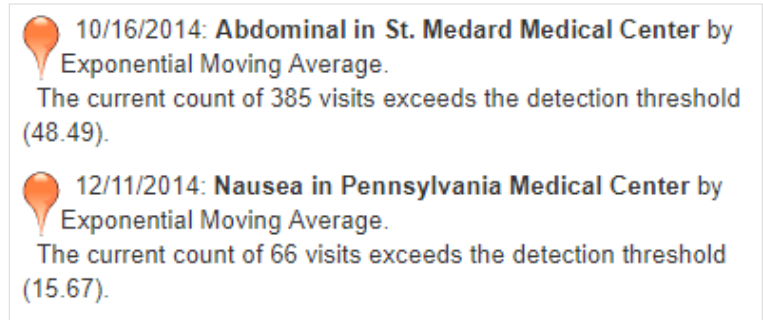 10/16/2014: Abdominal in St. Medard Medical Center by
Exponential Moving Average.
The current count of 385 visits exceeds the detection threshold
(48.49).
12/11/2014: Nausea in Pennsylvania Medical Center by
Exponential Moving Average.
The current count of 66 visits exceeds the detection threshold
(15.67).